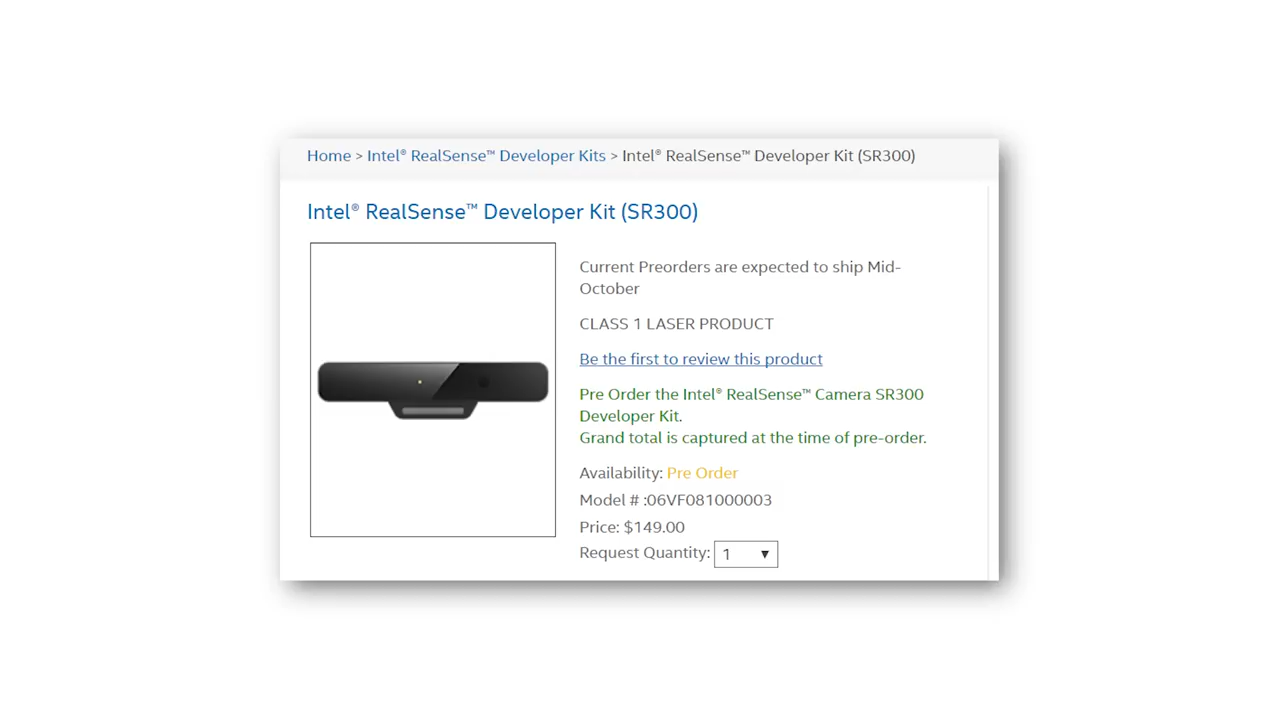 Home > Intel® RealSense™ Developer Kits > Intel® RealSense™ Developer Kit (SR300)
Intel® RealSense™ Developer Kit (SR300)
Current Preorders are expected to ship Mid-
October
CLASS 1 LASER PRODUCT
Be the first to review this product
Pre Order the Intel® RealSense™ Camera SR300
Developer Kit.
Grand total is captured at the time of pre-order.
Availability: Pre Order
Model # :06VF081000003
Price: $149.00
Request Quantity: 1